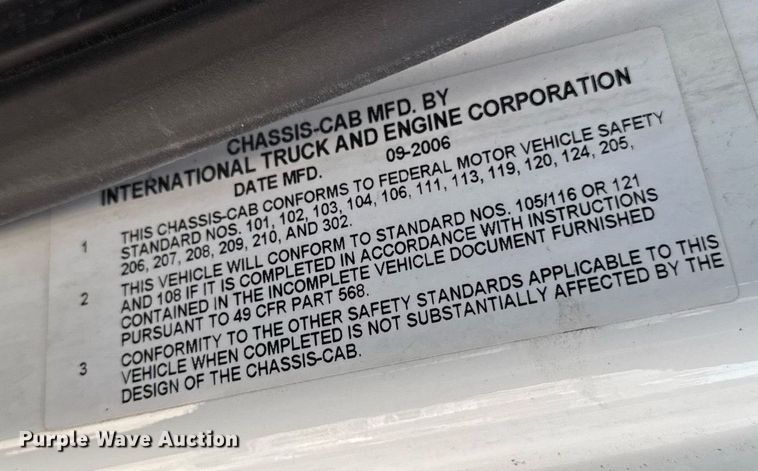 CHASSIS-CAB MFD. BY
INTERNATIONAL TRUCK AND ENGINE CORPORATION
DATE MFD. 09-2006
1 THIS CHASSIS-CAB CONFORMS TO FEDERAL MOTOR VEHICLE SAFETY
STANDARD NOS. 101, 102, 103, 104, 106, 111, 113, 119, 120, 124, 205,
206, 207, 208, 209, 210, AND 302.
2 THIS VEHICLE WILL CONFORM TO STANDARD NOS. 105/116 OR 121
AND 108 IF IT IS COMPLETED IN ACCORDANCE WITH INSTRUCTIONS
CONTAINED IN THE INCOMPLETE VEHICLE DOCUMENT FURNISHED
PURSUANT TO 49 CFR PART 568.
3 CONFORMITY TO THE OTHER SAFETY STANDARDS APPLICABLE TO THIS
VEHICLE WHEN COMPLETED IS NOT SUBSTANTIALLY AFFECTED BY THE
DESIGN OF THE CHASSIS-CAB.
Purple Wave Auction